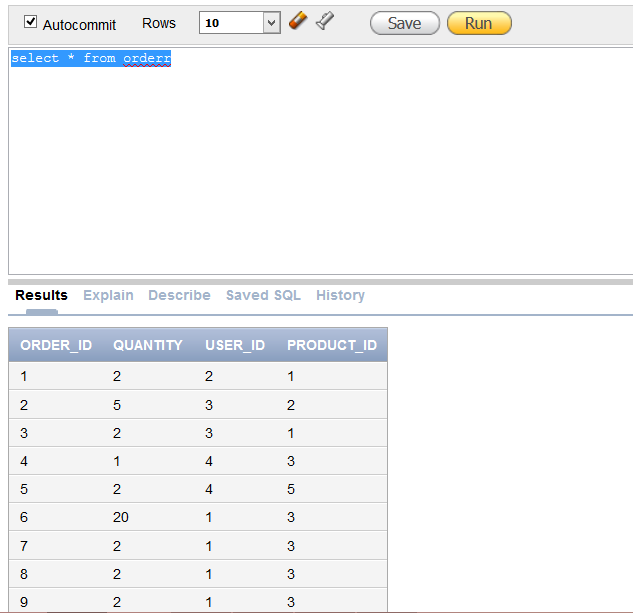 Autocommit Rows 10 Save Run
select * from orderr
Results Explain Describe Saved SQL History
ORDER_ID QUANTITY USER_ID PRODUCT_ID
1 2 2 1
2 5 3 2
3 2 3 1
4 1 4 3
5 2 4 5
6 20 1 3
7 2 1 3
8 2 1 3
9 2 1 3